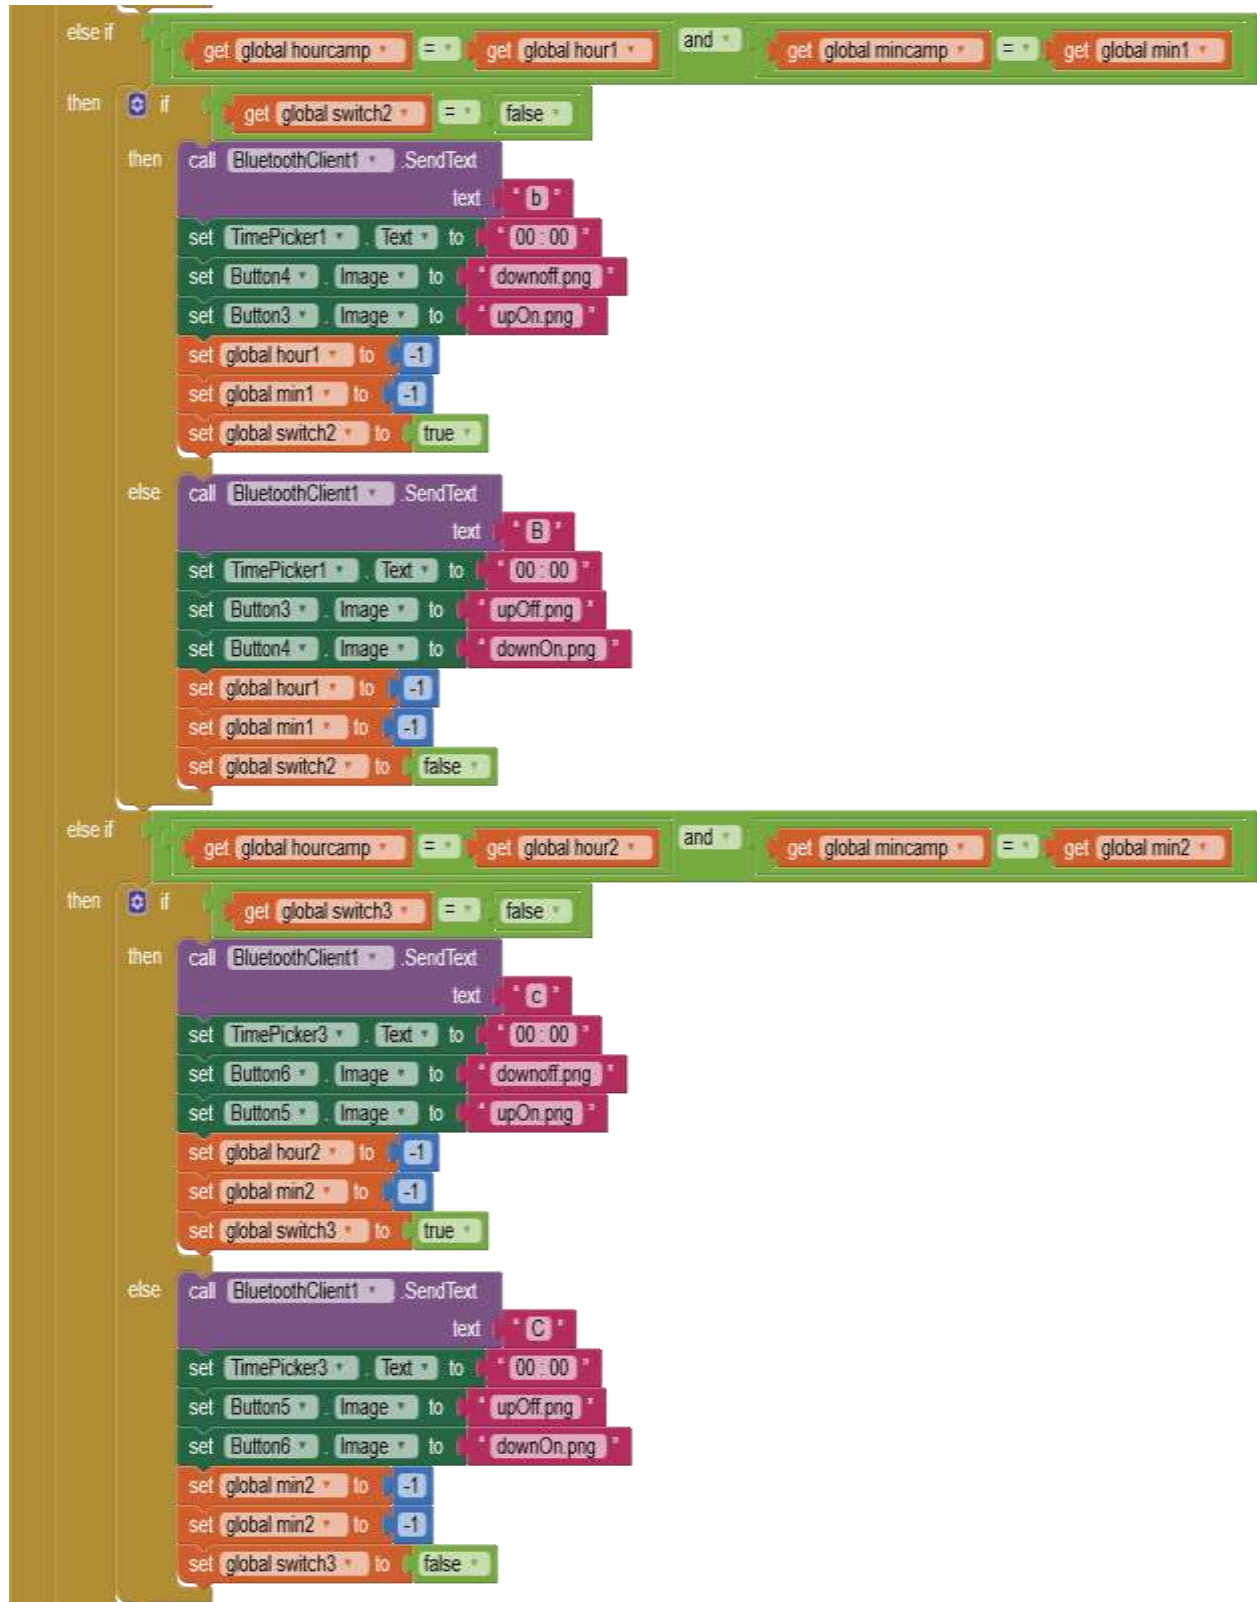 else if get global hourcamp = get global hour1 and get global mincamp = get global min1
then if get global switch2 = false
then call BluetoothClient1 .SendText
text " b "
set TimePicker1 . Text to " 00 : 00 "
set Button4 . Image to " downoff.png "
set Button3 . Image to " upOn.png "
set global hour1 to -1
set global min1 to -1
set global switch2 to true
else call BluetoothClient1 .SendText
text " B "
set TimePicker1 . Text to " 00 : 00 "
set Button3 . Image to " upOff.png "
set Button4 . Image to " downOn.png "
set global hour1 to -1
set global min1 to -1
set global switch2 to false
else if get global hourcamp = get global hour2 and get global mincamp = get global min2
then if get global switch3 = false
then call BluetoothClient1 .SendText
text " c "
set TimePicker3 . Text to " 00 : 00 "
set Button6 . Image to " downoff.png "
set Button5 . Image to " upOn.png "
set global hour2 to -1
set global min2 to -1
set global switch3 to true
else call BluetoothClient1 .SendText
text " C "
set TimePicker3 . Text to " 00 : 00 "
set Button5 . Image to " upOff.png "
set Button6 . Image to " downOn.png "
set global min2 to -1
set global min2 to -1
set global switch3 to false